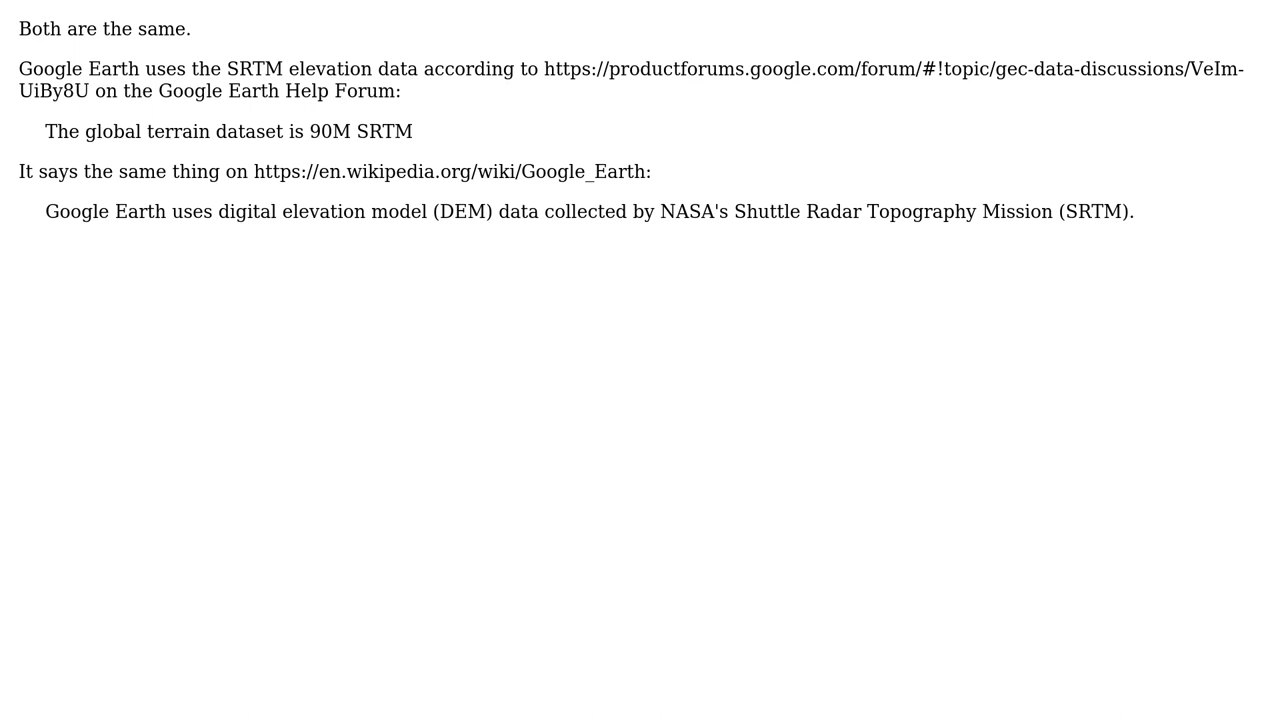 Both are the same.
Google Earth uses the SRTM elevation data according to https://productforums.google.com/forum/#!topic/gec-data-discussions/VeIm-
UiBy8U on the Google Earth Help Forum:
The global terrain dataset is 90M SRTM
It says the same thing on https://en.wikipedia.org/wiki/Google_Earth:
Google Earth uses digital elevation model (DEM) data collected by NASA's Shuttle Radar Topography Mission (SRTM).